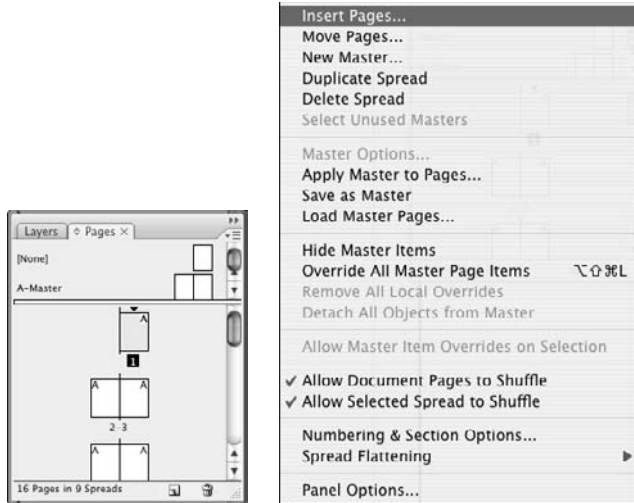 Layers Pages
[None]
A-Master
A
1
A A
2-3
A A
16 Pages in 9 Spreads
Insert Pages...
Move Pages...
New Master...
Duplicate Spread
Delete Spread
Select Unused Masters
Master Options...
Apply Master to Pages...
Save as Master
Load Master Pages...
Hide Master Items
Override All Master Page Items ⌥⇧⌘L
Remove All Local Overrides
Detach All Objects from Master
Allow Master Item Overrides on Selection
✓ Allow Document Pages to Shuffle
✓ Allow Selected Spread to Shuffle
Numbering & Section Options...
Spread Flattening
Panel Options...